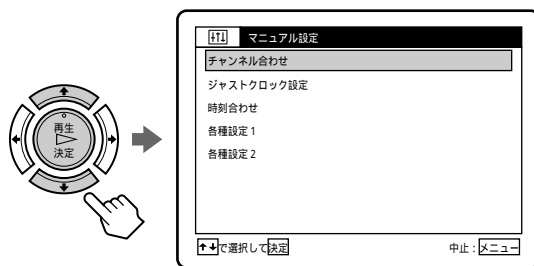 マニュアル設定
チャンネル合わせ
ジャストクロック設定
時刻合わせ
各種設定1
各種設定2
再生
決定
↑↓で選択して決定
中止:メニュー